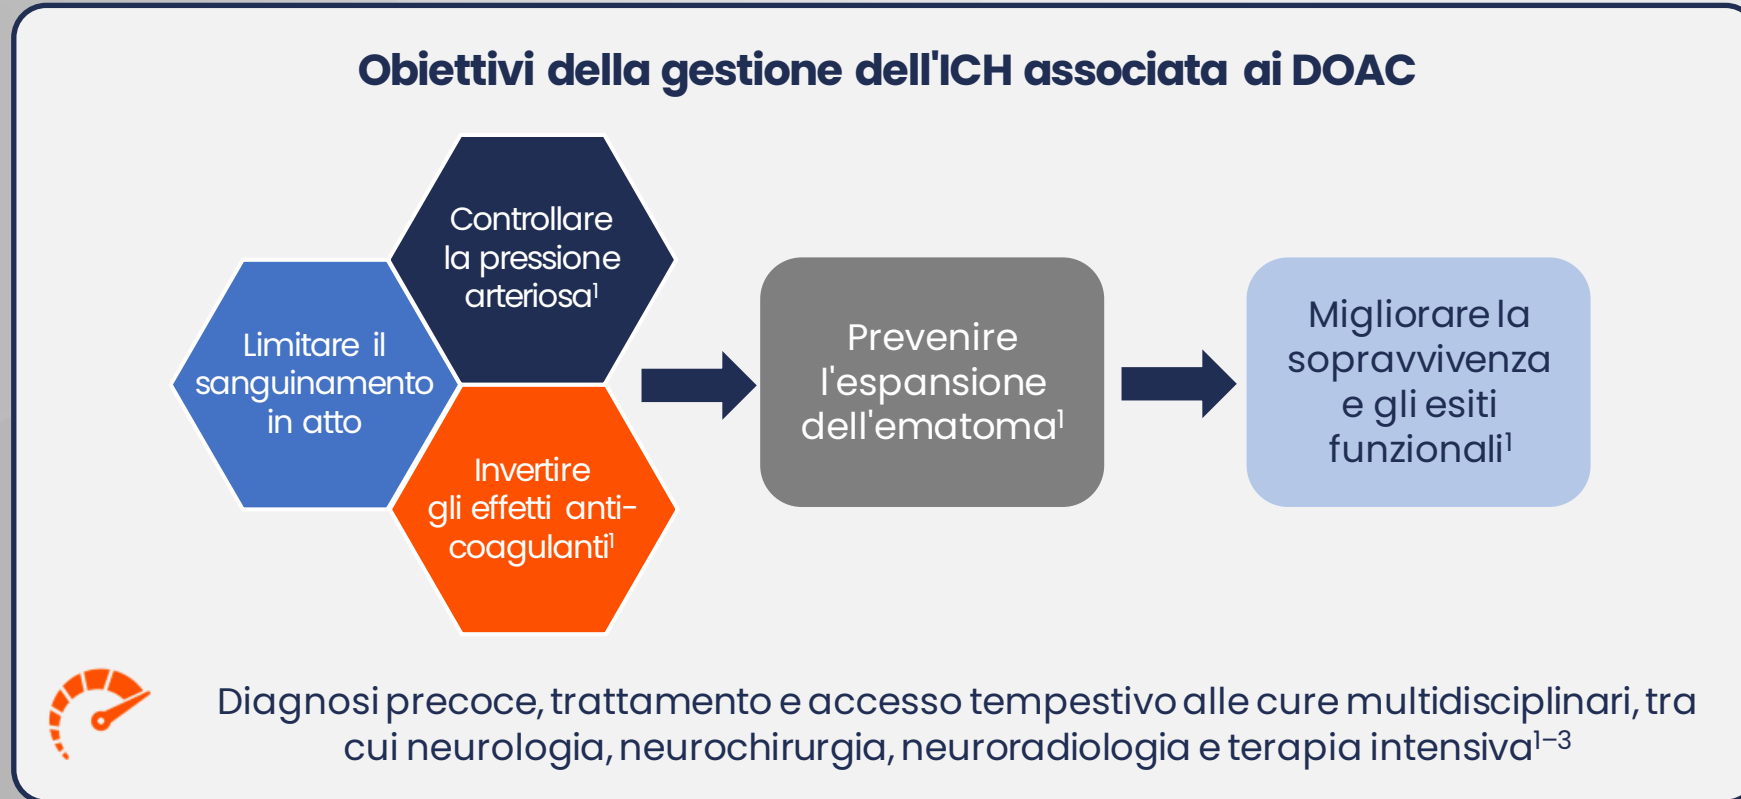 Obiettivi della gestione dell'ICH associata ai DOAC
Controllare
la pressione
arteriosa¹
Limitare il
sanguinamento
in atto
Invertire
gli effetti anti-
coagulanti¹
Prevenire
l'espansione
dell'ematoma¹
Migliorare la
sopravvivenza
e gli esiti
funzionali¹
Diagnosi precoce, trattamento e accesso tempestivo alle cure multidisciplinari, tra
cui neurologia, neurochirurgia, neuroradiologia e terapia intensiva¹⁻³